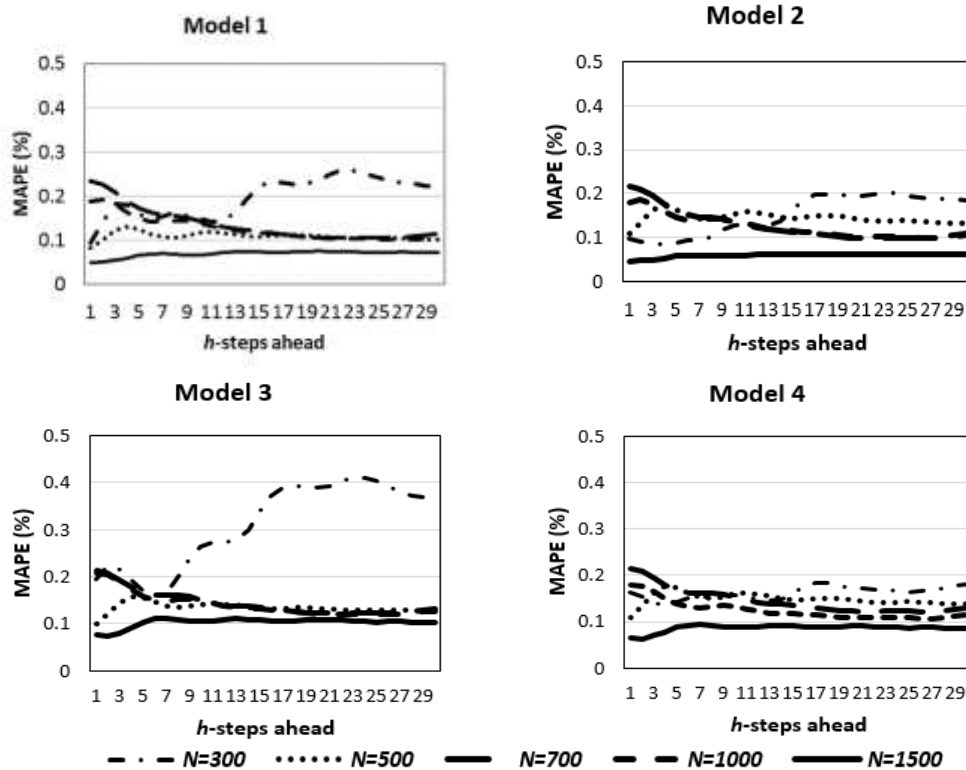 Model 1
0.5
0.4
0.3
0.2
0.1
0
MAPE (%)
1 3 5 7 9 11 13 15 17 19 21 23 25 27 29
h-steps ahead
Model 2
0.5
0.4
0.3
0.2
0.1
0
MAPE (%)
1 3 5 7 9 11 13 15 17 19 21 23 25 27 29
h-steps ahead
Model 3
0.5
0.4
0.3
0.2
0.1
0
MAPE (%)
1 3 5 7 9 11 13 15 17 19 21 23 25 27 29
h-steps ahead
Model 4
0.5
0.4
0.3
0.2
0.1
0
MAPE (%)
1 3 5 7 9 11 13 15 17 19 21 23 25 27 29
h-steps ahead
N=300 N=500 N=700 N=1000 N=1500